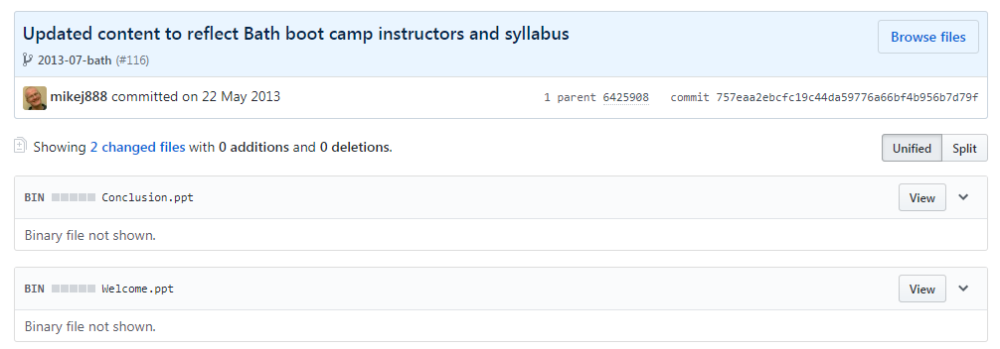 Updated content to reflect Bath boot camp instructors and syllabus
Browse files
2013-07-bath (#116)
mikej888 committed on 22 May 2013
1 parent 6425908 commit 757eaa2ebcfc19c44da59776a66bf4b956b7d79f
Showing 2 changed files with 0 additions and 0 deletions.
Unified Split
BIN Conclusion.ppt View
Binary file not shown.
BIN Welcome.ppt View
Binary file not shown.